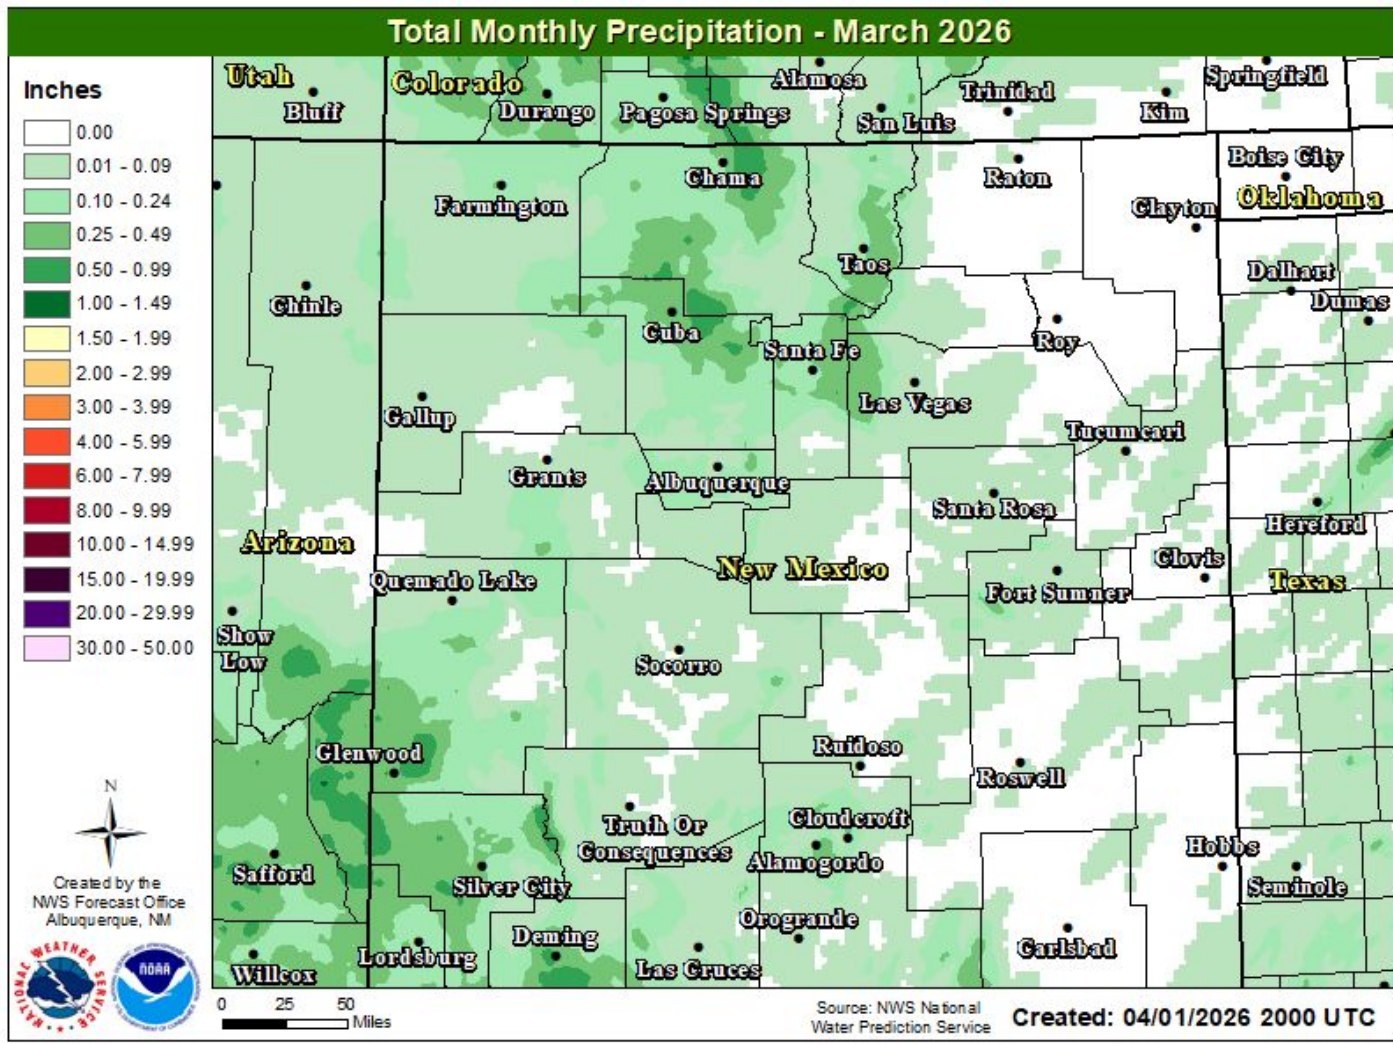 Total Monthly Precipitation - March 2026
Inches
0.00
0.01 - 0.09
0.10 - 0.24
0.25 - 0.49
0.50 - 0.99
1.00 - 1.49
1.50 - 1.99
2.00 - 2.99
3.00 - 3.99
4.00 - 5.99
6.00 - 7.99
8.00 - 9.99
10.00 - 14.99
15.00 - 19.99
20.00 - 29.99
30.00 - 50.00
Utah
Colorado
Alamosa
Springfield
Bluff
Durango
Pagosa Springs
San Luis
Trinidad
Kim
Boise City
Oklahoma
Chama
Raton
Farmington
Clayton
Taos
Dalhart
Chinle
Dumas
Cuba
Santa Fe
Roy
Gallup
Las Vegas
Tucumcari
Grants
Albuquerque
Santa Rosa
Hereford
Arizona
New Mexico
Clovis
Quemado Lake
Fort Sumner
Texas
Show
Low
Socorro
Glenwood
Ruidoso
Roswell
Truth Or
Consequences
Cloudcroft
Alamogordo
Hobbs
Safford
Silver City
Seminole
Orogrande
Deming
Carlsbad
Willcox
Lordsburg
Las Cruces
N
Created by the
NWS Forecast Office
Albuquerque, NM
NATIONAL WEATHER SERVICE
NOAA
0 25 50
Miles
Source: NWS National
Water Prediction Service
Created: 04/01/2026 2000 UTC